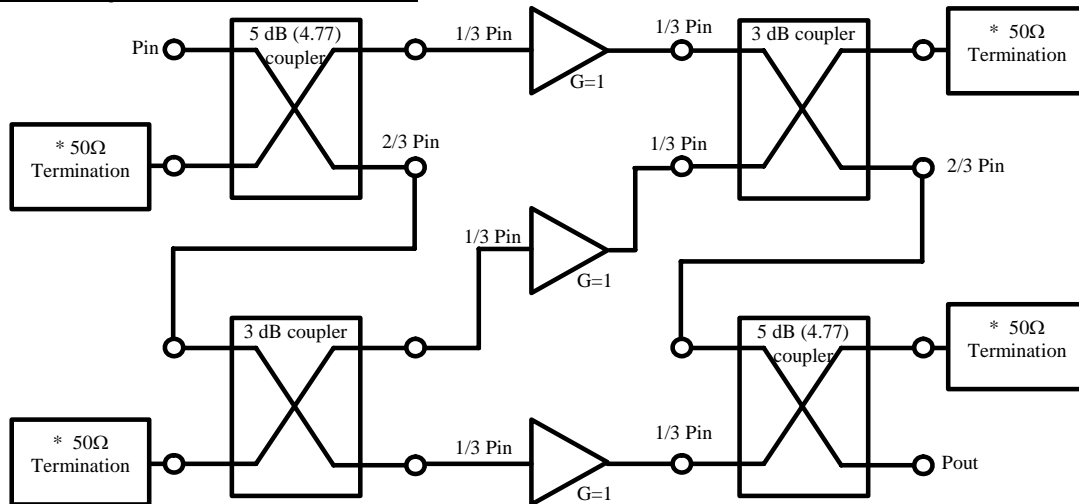 5 dB (4.77)
coupler
Pin
1/3 Pin
G=1
1/3 Pin
3 dB coupler
* 50Ω
Termination
* 50Ω
Termination
2/3 Pin
1/3 Pin
2/3 Pin
1/3 Pin
G=1
3 dB coupler
5 dB (4.77)
coupler
* 50Ω
Termination
* 50Ω
Termination
1/3 Pin
G=1
1/3 Pin
Pout